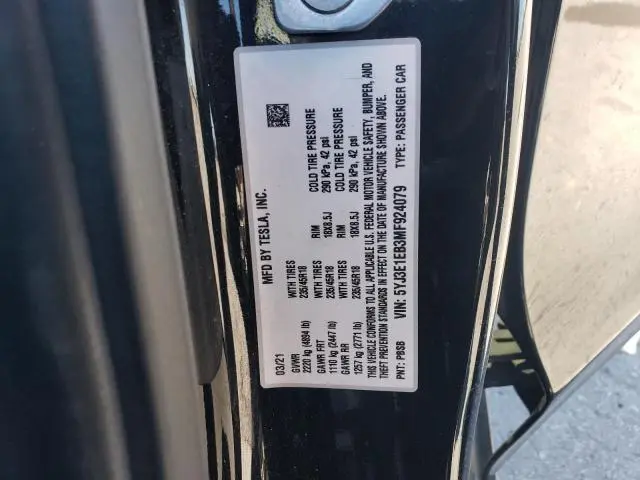 MFD BY TESLA, INC.
03/21
GVWR WITH TIRES RIM COLD TIRE PRESSURE
2220 kg (4894 lb) 235/45R18 18X8.5J 290 kPa, 42 psi
GAWR FRT WITH TIRES RIM COLD TIRE PRESSURE
1110 kg (2447 lb) 235/45R18 18X8.5J 290 kPa, 42 psi
GAWR RR
1257 kg (2771 lb)
THIS VEHICLE CONFORMS TO ALL APPLICABLE U.S. FEDERAL MOTOR VEHICLE SAFETY, BUMPER, AND
THEFT PREVENTION STANDARDS IN EFFECT ON THE DATE OF MANUFACTURE SHOWN ABOVE.
VIN: 5YJ3E1EB3MF924079
PNT: PBSB TYPE: PASSENGER CAR